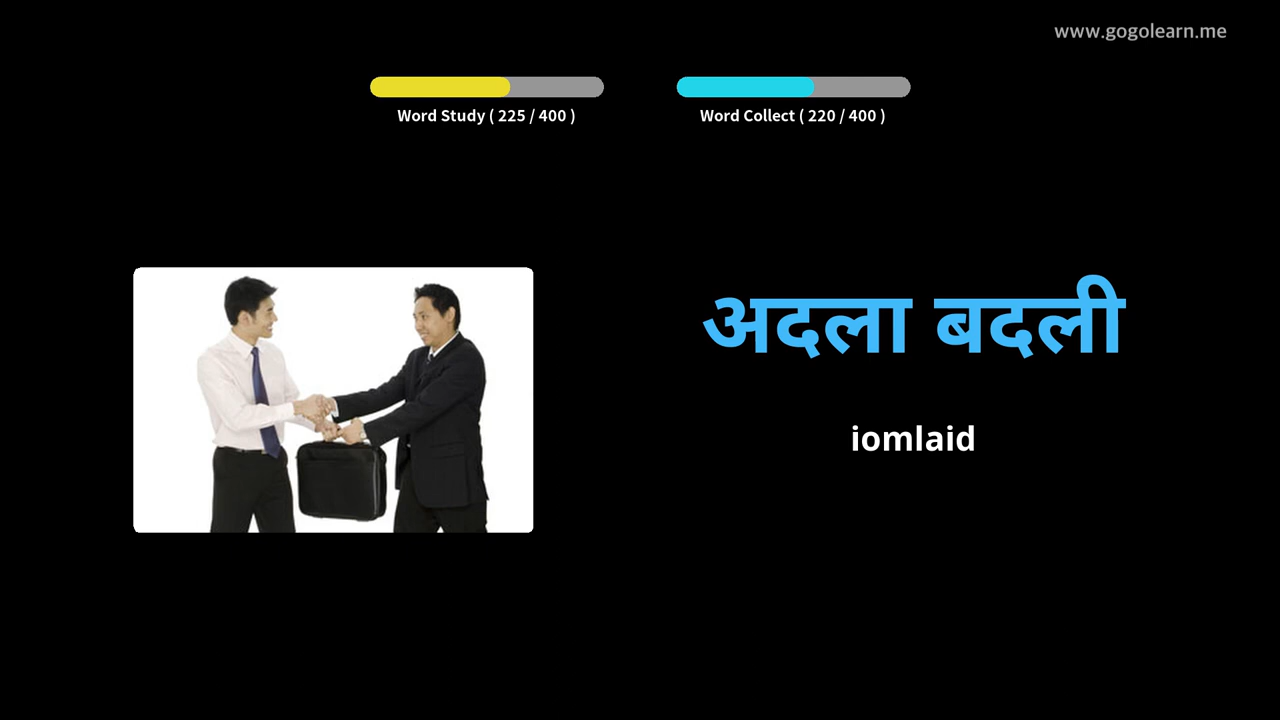 www.gogolearn.me
Word Study ( 225 / 400 )
Word Collect ( 220 / 400 )
अदला बदली
iomlaid